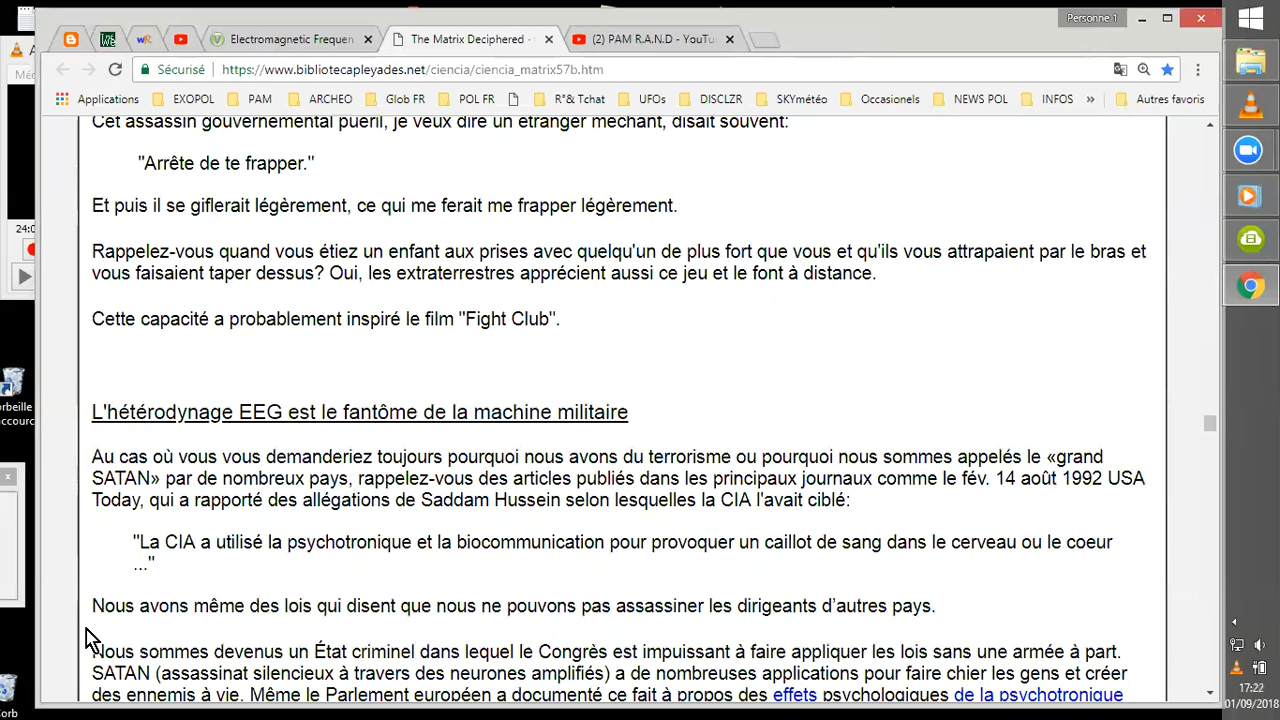 Personne 1
Electromagnetic Frequen
The Matrix Deciphered -
(2) PAM R.A.N.D - YouTu
Sécurisé
https://www.bibliotecapleyades.net/ciencia/ciencia_matrix57b.htm
Applications
EXOPOL
PAM
ARCHEO
Glob FR
POL FR
R°& Tchat
UFOs
DISCLZR
SKYmétéo
Occasionels
NEWS POL
INFOS
»
Autres favoris
Cet assassin gouvernemental puéril, je veux dire un étranger méchant, disait souvent:
"Arrête de te frapper."
Et puis il se giflerait légèrement, ce qui me ferait me frapper légèrement.
Rappelez-vous quand vous étiez un enfant aux prises avec quelqu'un de plus fort que vous et qu'ils vous attrapaient par le bras et
vous faisaient taper dessus? Oui, les extraterrestres apprécient aussi ce jeu et le font à distance.
Cette capacité a probablement inspiré le film "Fight Club".
L'hétérodynage EEG est le fantôme de la machine militaire
Au cas où vous vous demanderiez toujours pourquoi nous avons du terrorisme ou pourquoi nous sommes appelés le «grand
SATAN» par de nombreux pays, rappelez-vous des articles publiés dans les principaux journaux comme le fév. 14 août 1992 USA
Today, qui a rapporté des allégations de Saddam Hussein selon lesquelles la CIA l'avait ciblé:
"La CIA a utilisé la psychotronique et la biocommunication pour provoquer un caillot de sang dans le cerveau ou le coeur
..."
Nous avons même des lois qui disent que nous ne pouvons pas assassiner les dirigeants d’autres pays.
Nous sommes devenus un État criminel dans lequel le Congrès est impuissant à faire appliquer les lois sans une armée à part.
SATAN (assassinat silencieux à travers des neurones amplifiés) a de nombreuses applications pour faire chier les gens et créer
des ennemis à vie. Même le Parlement européen a documenté ce fait à propos des effets psychologiques de la psychotronique
Méd
24:0
orbeille
accourc
Corb
17:22
01/09/2018